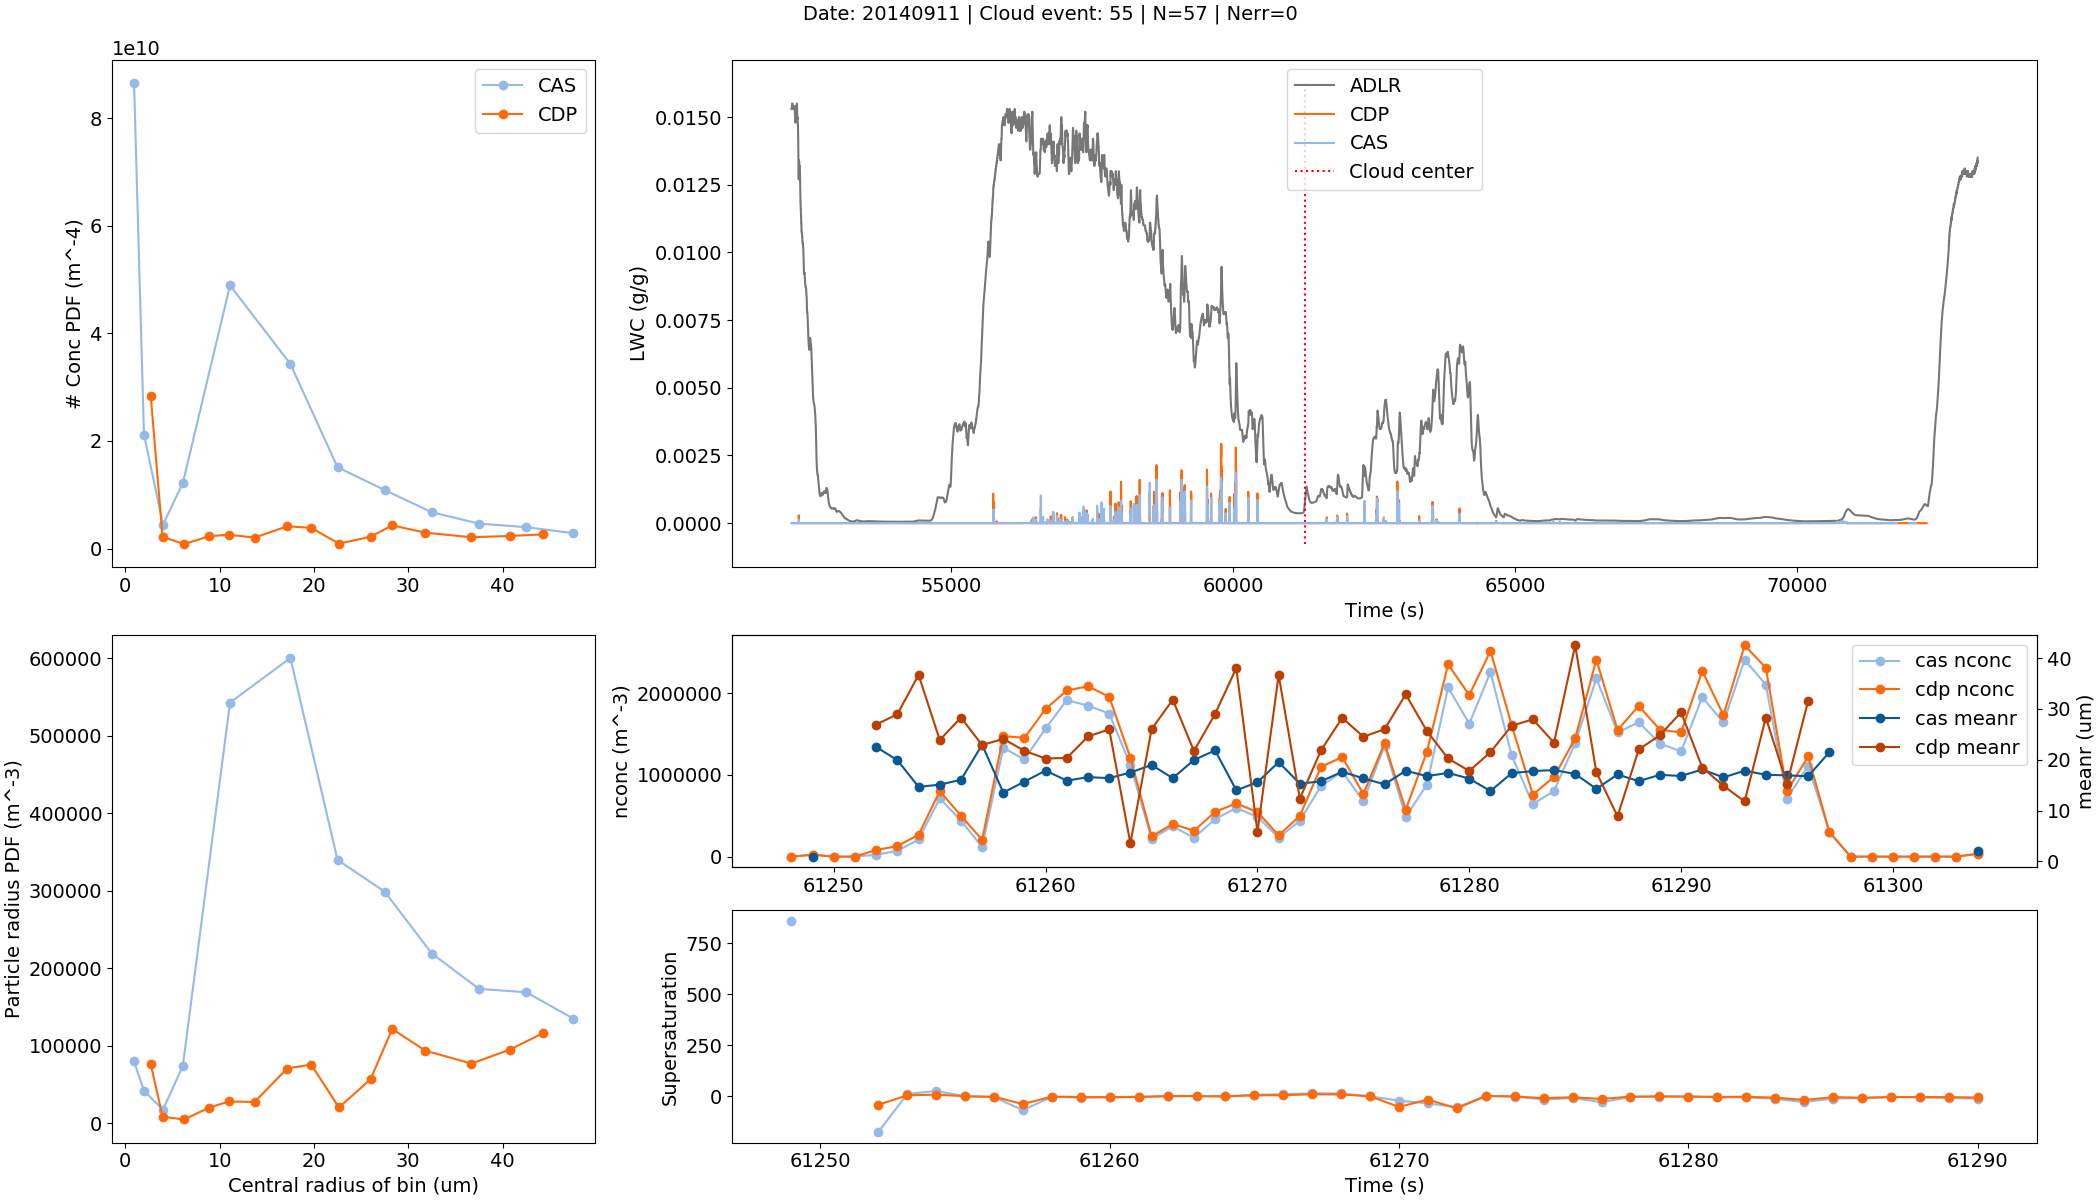 Date: 20140911 | Cloud event: 55 | N=57 | Nerr=0
1e10
# Conc PDF (m^-4)
8
6
4
2
0
0 10 20 30 40
CAS
CDP
LWC (g/g)
0.0150
0.0125
0.0100
0.0075
0.0050
0.0025
0.0000
55000 60000 65000 70000
Time (s)
ADLR
CDP
CAS
Cloud center
Particle radius PDF (m^-3)
600000
500000
400000
300000
200000
100000
0
0 10 20 30 40
Central radius of bin (um)
nconc (m^-3)
2000000
1000000
0
61250 61260 61270 61280 61290 61300
cas nconc
cdp nconc
cas meanr
cdp meanr
40
30
20
10
0
meanr (um)
Supersaturation
750
500
250
0
61250 61260 61270 61280 61290
Time (s)